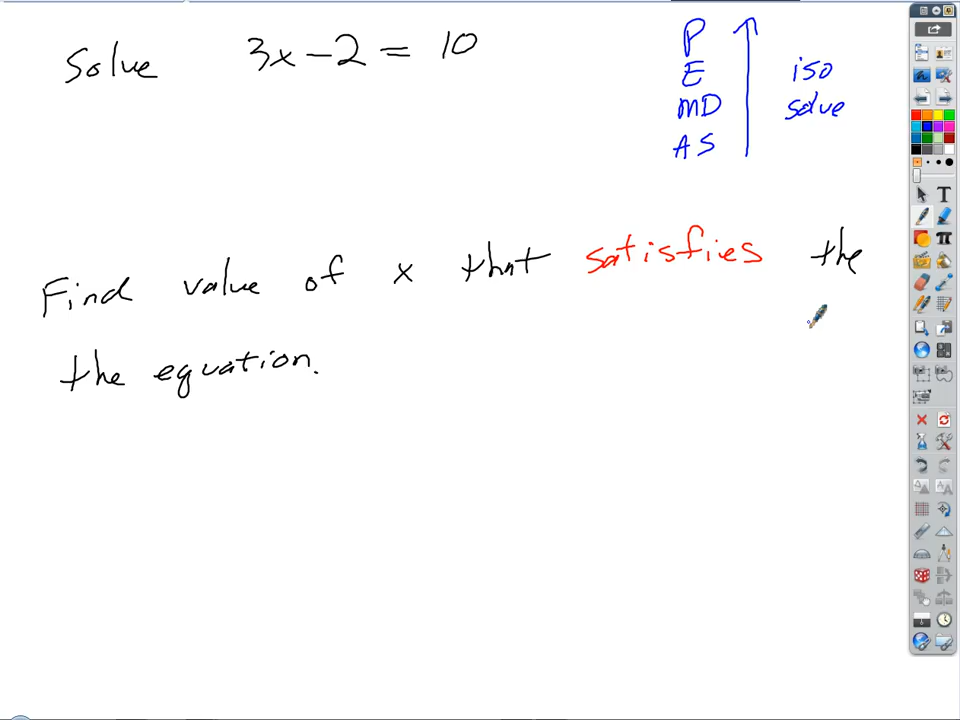 Solve 3x - 2 = 10
P
E
MD
AS
iso
solve
Find value of x that satisfies the
the equation.
T
π